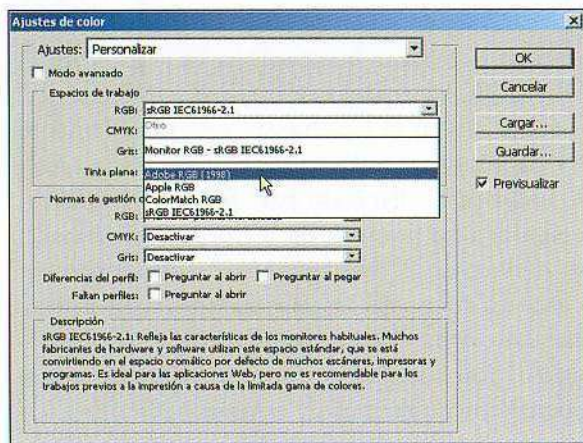 Ajustes de color
Ajustes: Personalizar
OK
Modo avanzado
Cancelar
Espacios de trabajo
RGB: sRGB IEC61966-2.1
Cargar...
CMYK: Otro
Guardar...
Gris: Monitor RGB - sRGB IEC61966-2.1
Previsualizar
Tinta plana: Adobe RGB (1998)
Apple RGB
ColorMatch RGB
sRGB IEC61966-2.1
Normas de gestión
RGB:
CMYK: Desactivar
Gris: Desactivar
Diferencias del perfil: Preguntar al abrir Preguntar al pegar
Faltan perfiles: Preguntar al abrir
Descripción
sRGB IEC61966-2.1: Refleja las características de los monitores habituales. Muchos
fabricantes de hardware y software utilizan este espacio estándar, que se está
convirtiendo en el espacio cromático por defecto de muchos escáneres, impresoras y
programas. Es ideal para las aplicaciones Web, pero no es recomendable para los
trabajos previos a la impresión a causa de la limitada gama de colores.